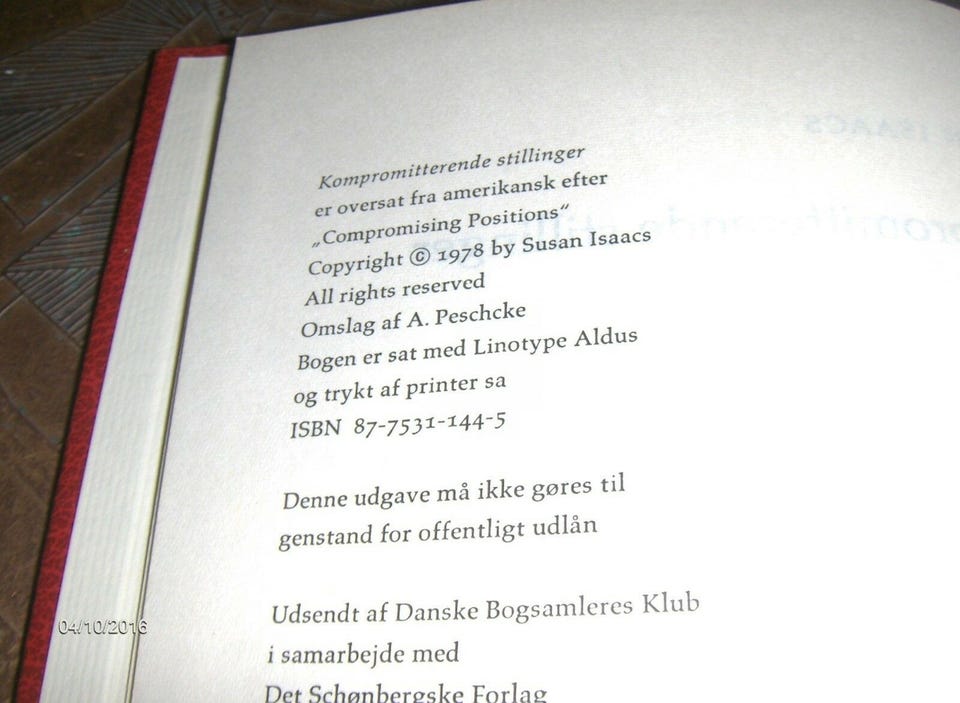 Kompromitterende stillinger
er oversat fra amerikansk efter
„Compromising Positions“
Copyright © 1978 by Susan Isaacs
All rights reserved
Omslag af A. Peschcke
Bogen er sat med Linotype Aldus
og trykt af printer sa
ISBN 87-7531-144-5
Denne udgave må ikke gøres til
genstand for offentligt udlån
Udsendt af Danske Bogsamleres Klub
i samarbejde med
Det Schønbergske Forlag
04/10/2016
ISAACS